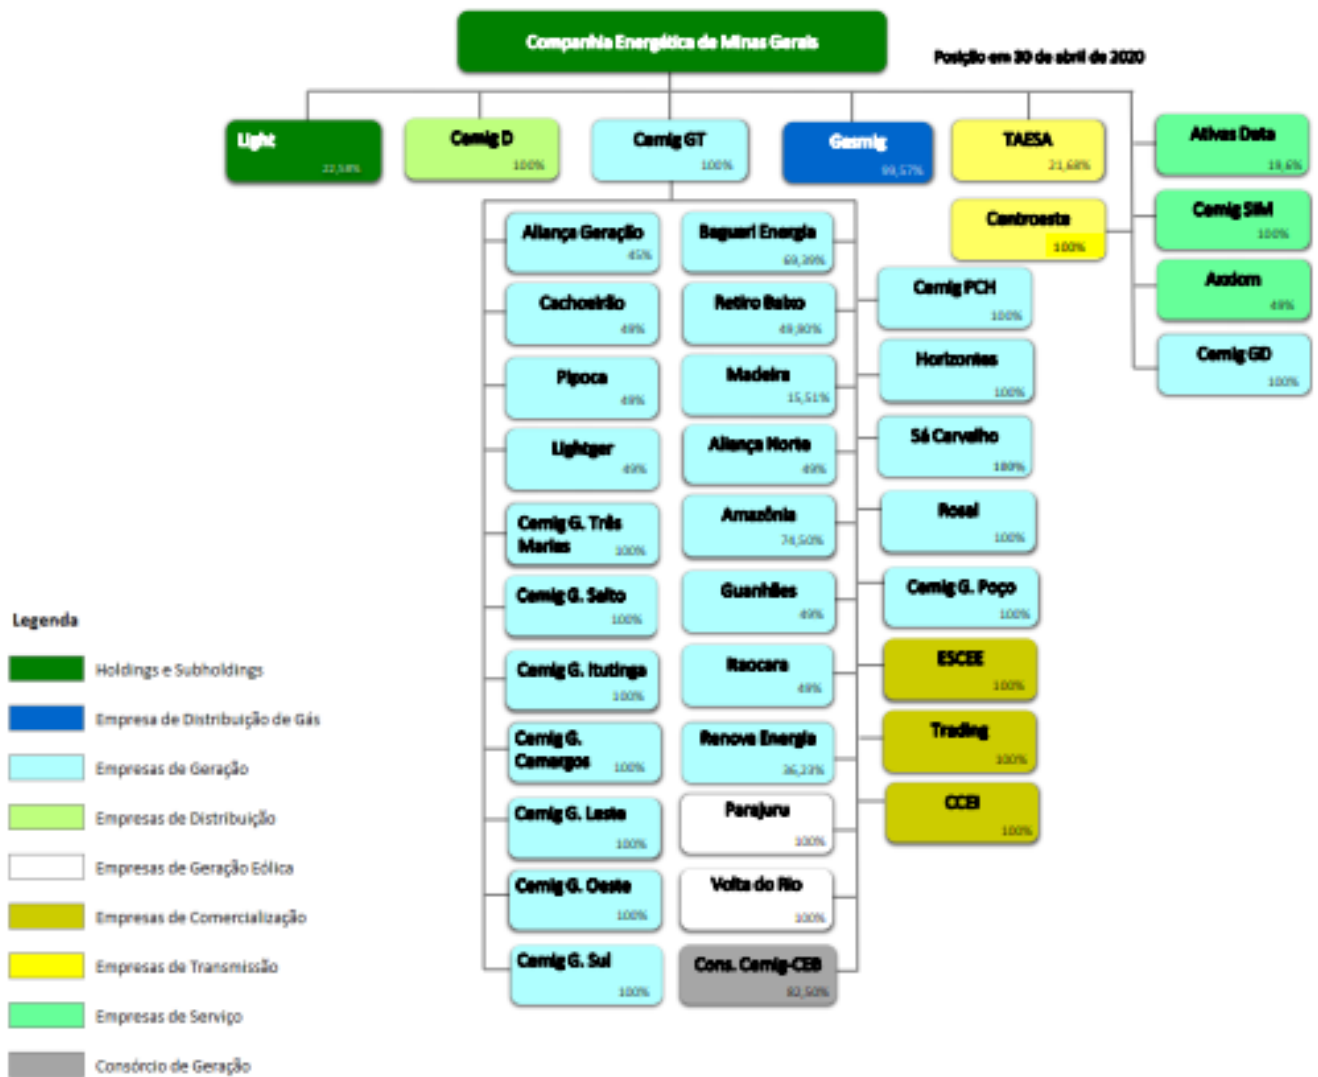 Companhia Energética de Minas Gerais
Posição em 30 de abril de 2020
Light
22,58%
Cemig D
100%
Cemig GT
100%
Gasmig
99,57%
TAESA
21,68%
Ativas Data
19,6%
Centroeste
100%
Cemig SIM
100%
Axxiom
49%
Cemig GD
100%
Aliança Geração
45%
Cachoeirão
49%
Pipoca
49%
Lightger
49%
Cemig G. Três
Marias
100%
Cemig G. Salto
100%
Cemig G. Itutinga
100%
Cemig G.
Camargos
100%
Cemig G. Leste
100%
Cemig G. Oeste
100%
Cemig G. Sul
100%
Baguari Energia
69,39%
Retiro Baixo
49,90%
Madeira
15,51%
Aliança Norte
49%
Amazônia
74,50%
Guanhães
49%
Itaocara
49%
Renova Energia
36,23%
Parajuru
100%
Volta do Rio
100%
Cons. Cemig-CEB
82,50%
Cemig PCH
100%
Horizontes
100%
Sá Carvalho
100%
Rosal
100%
Cemig G. Poço
100%
ESCEE
100%
Trading
100%
CCEI
100%
Legenda
Holdings e Subholdings
Empresa de Distribuição de Gás
Empresas de Geração
Empresas de Distribuição
Empresas de Geração Eólica
Empresas de Comercialização
Empresas de Transmissão
Empresas de Serviço
Consórcio de Geração